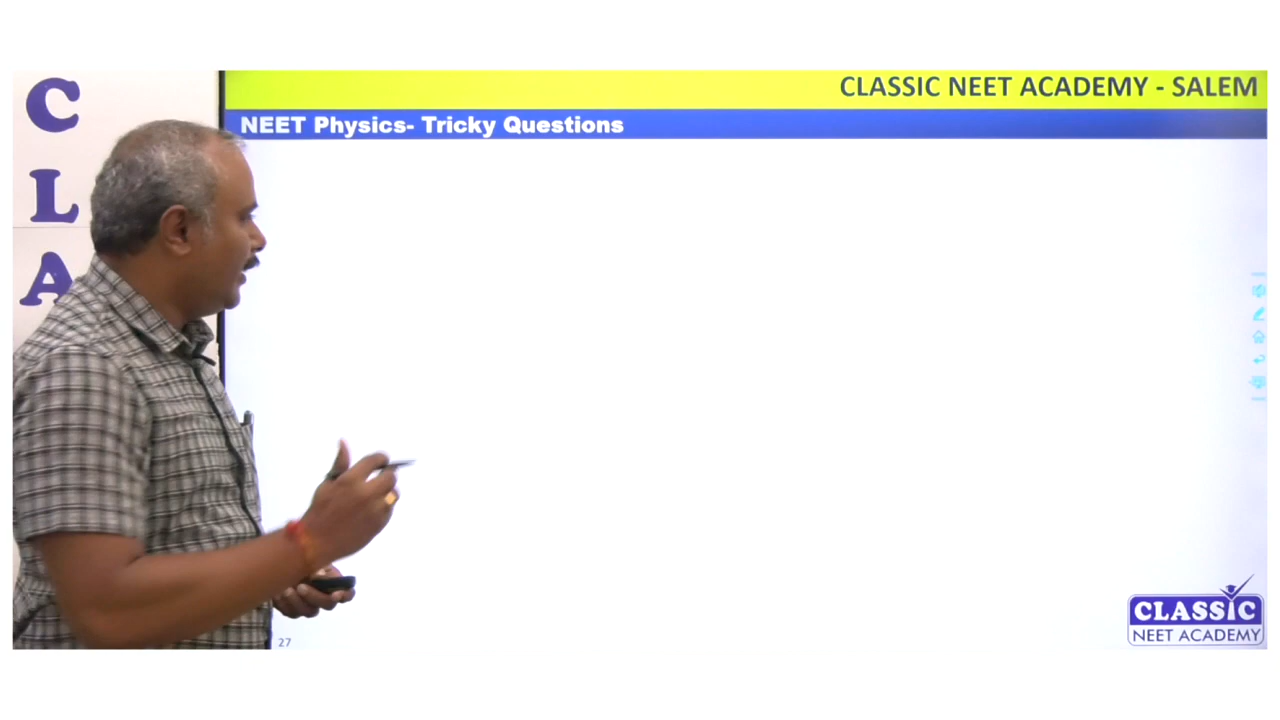 C
L
A
CLASSIC NEET ACADEMY - SALEM
NEET Physics- Tricky Questions
27
CLASSIC
NEET ACADEMY